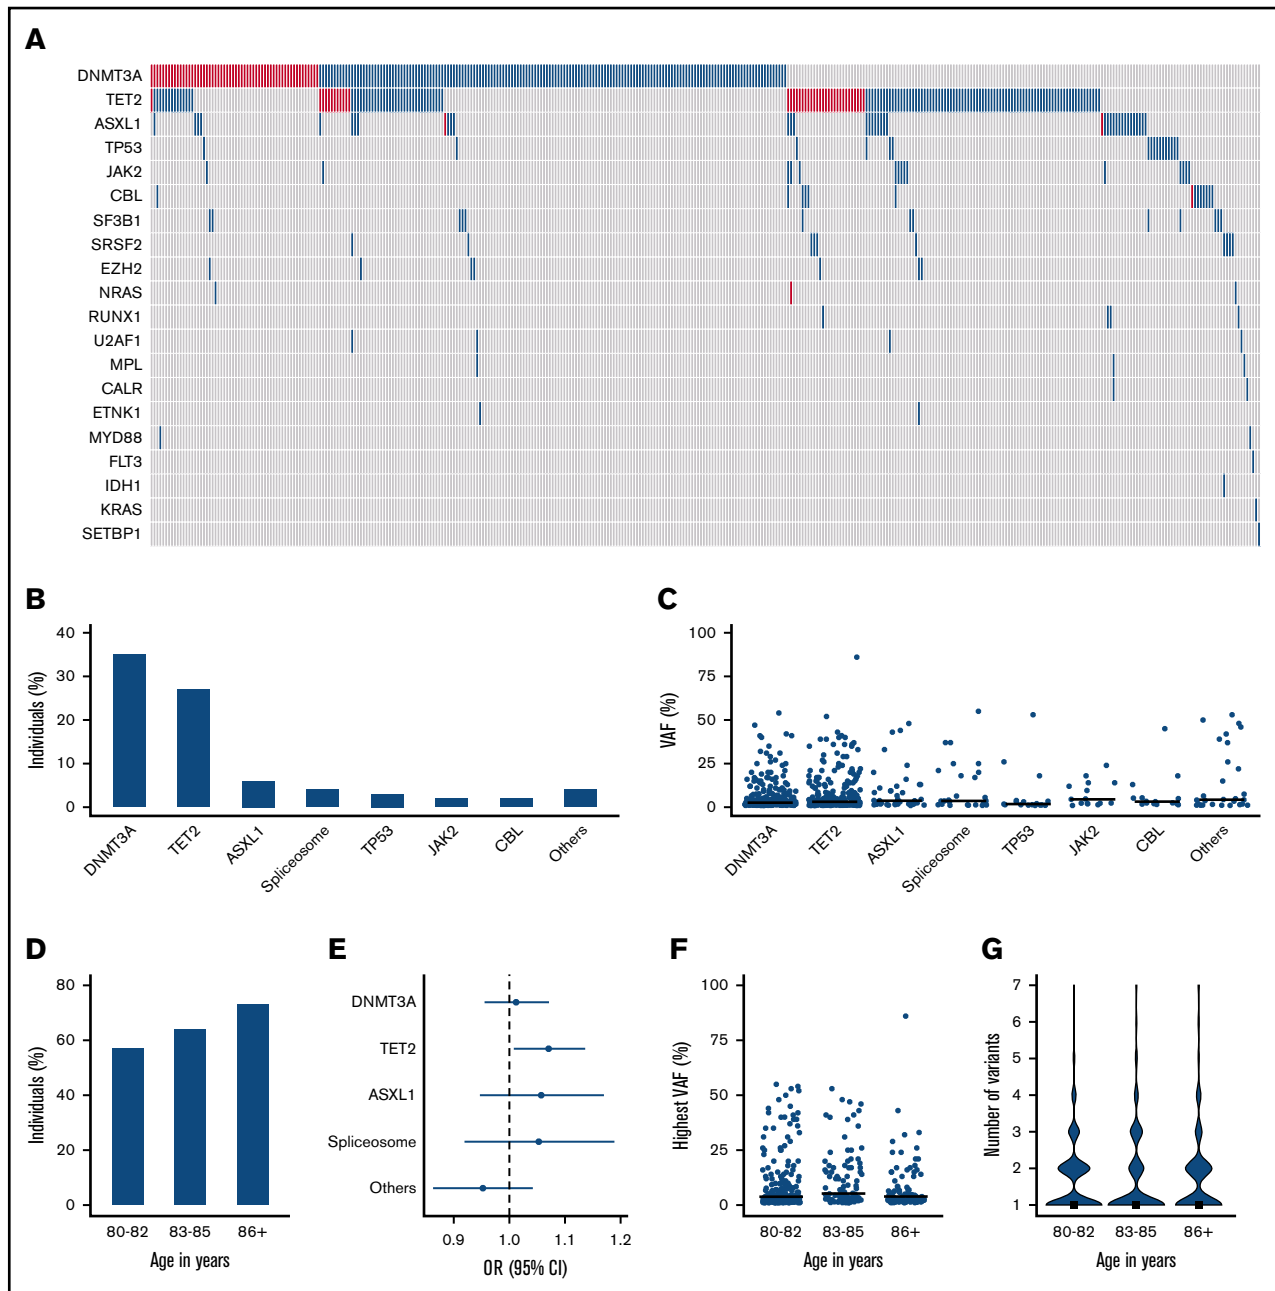 A
DNMT3A
TET2
ASXL1
TP53
JAK2
CBL
SF3B1
SRSF2
EZH2
NRAS
RUNX1
U2AF1
MPL
CALR
ETNK1
MYD88
FLT3
IDH1
KRAS
SETBP1
B
Individuals (%)
40
30
20
10
0
DNMT3A
TET2
ASXL1
Spliceosome
TP53
JAK2
CBL
Others
C
VAF (%)
100
75
50
25
0
DNMT3A
TET2
ASXL1
Spliceosome
TP53
JAK2
CBL
Others
D
Individuals (%)
80
60
40
20
0
80-82 83-85 86+
Age in years
E
DNMT3A
TET2
ASXL1
Spliceosome
Others
0.9 1.0 1.1 1.2
OR (95% CI)
F
Highest VAF (%)
100
75
50
25
0
80-82 83-85 86+
Age in years
G
Number of variants
7
6
5
4
3
2
1
80-82 83-85 86+
Age in years